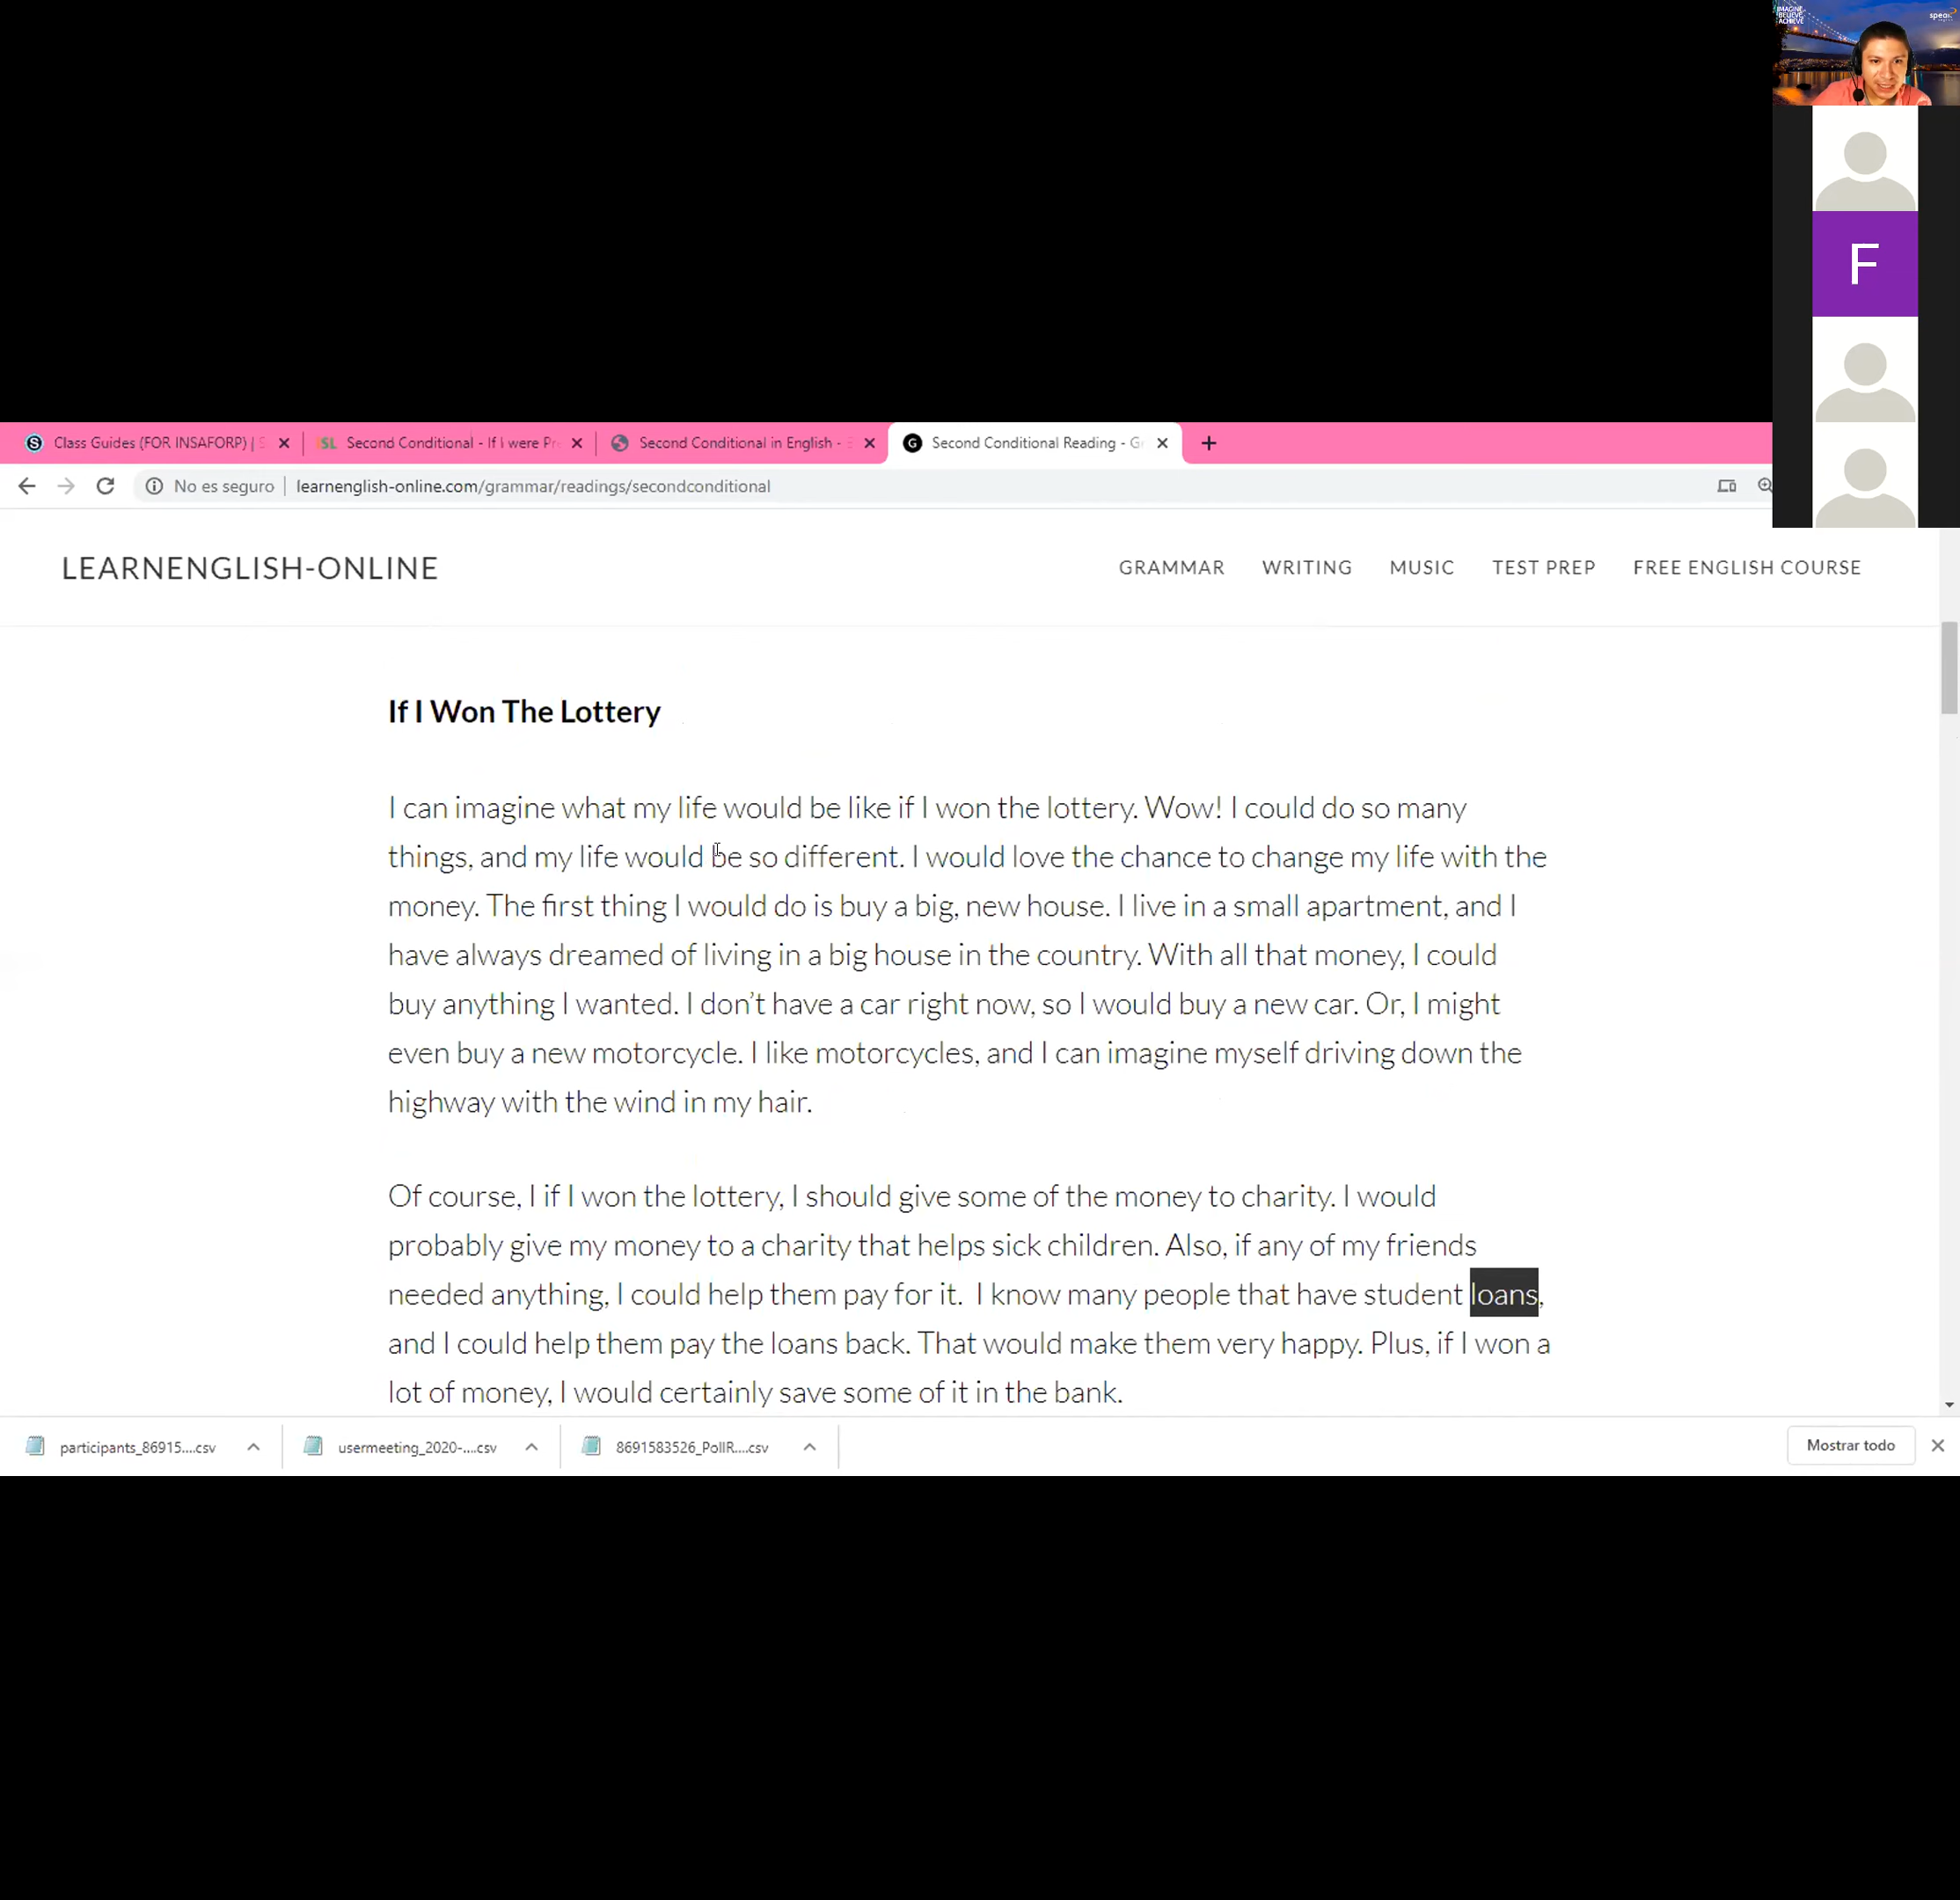 IMAGINE
BELIEVE
ACHIEVE
speak
F
Class Guides (FOR INSAFORP) |
SL Second Conditional - If I were Pr
Second Conditional in English -
G Second Conditional Reading - G
No es seguro | learnenglish-online.com/grammar/readings/secondconditional
LEARNENGLISH-ONLINE
GRAMMAR WRITING MUSIC TEST PREP FREE ENGLISH COURSE
If I Won The Lottery
I can imagine what my life would be like if I won the lottery. Wow! I could do so many
things, and my life would be so different. I would love the chance to change my life with the
money. The first thing I would do is buy a big, new house. I live in a small apartment, and I
have always dreamed of living in a big house in the country. With all that money, I could
buy anything I wanted. I don’t have a car right now, so I would buy a new car. Or, I might
even buy a new motorcycle. I like motorcycles, and I can imagine myself driving down the
highway with the wind in my hair.
Of course, I if I won the lottery, I should give some of the money to charity. I would
probably give my money to a charity that helps sick children. Also, if any of my friends
needed anything, I could help them pay for it. I know many people that have student loans,
and I could help them pay the loans back. That would make them very happy. Plus, if I won a
lot of money, I would certainly save some of it in the bank.
participants_86915....csv
usermeeting_2020-....csv
8691583526_PollR....csv
Mostrar todo